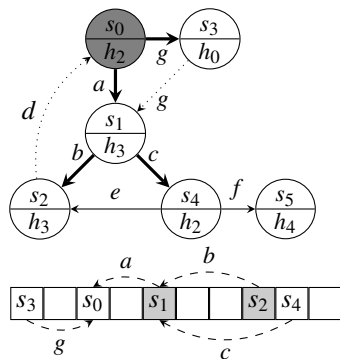 s0 s3
g
h2 h0
a g
d s1
h3
b c
s2 e s4 f s5
h3 h2 h4
a b
s3 s0 s1 s2 s4
g c